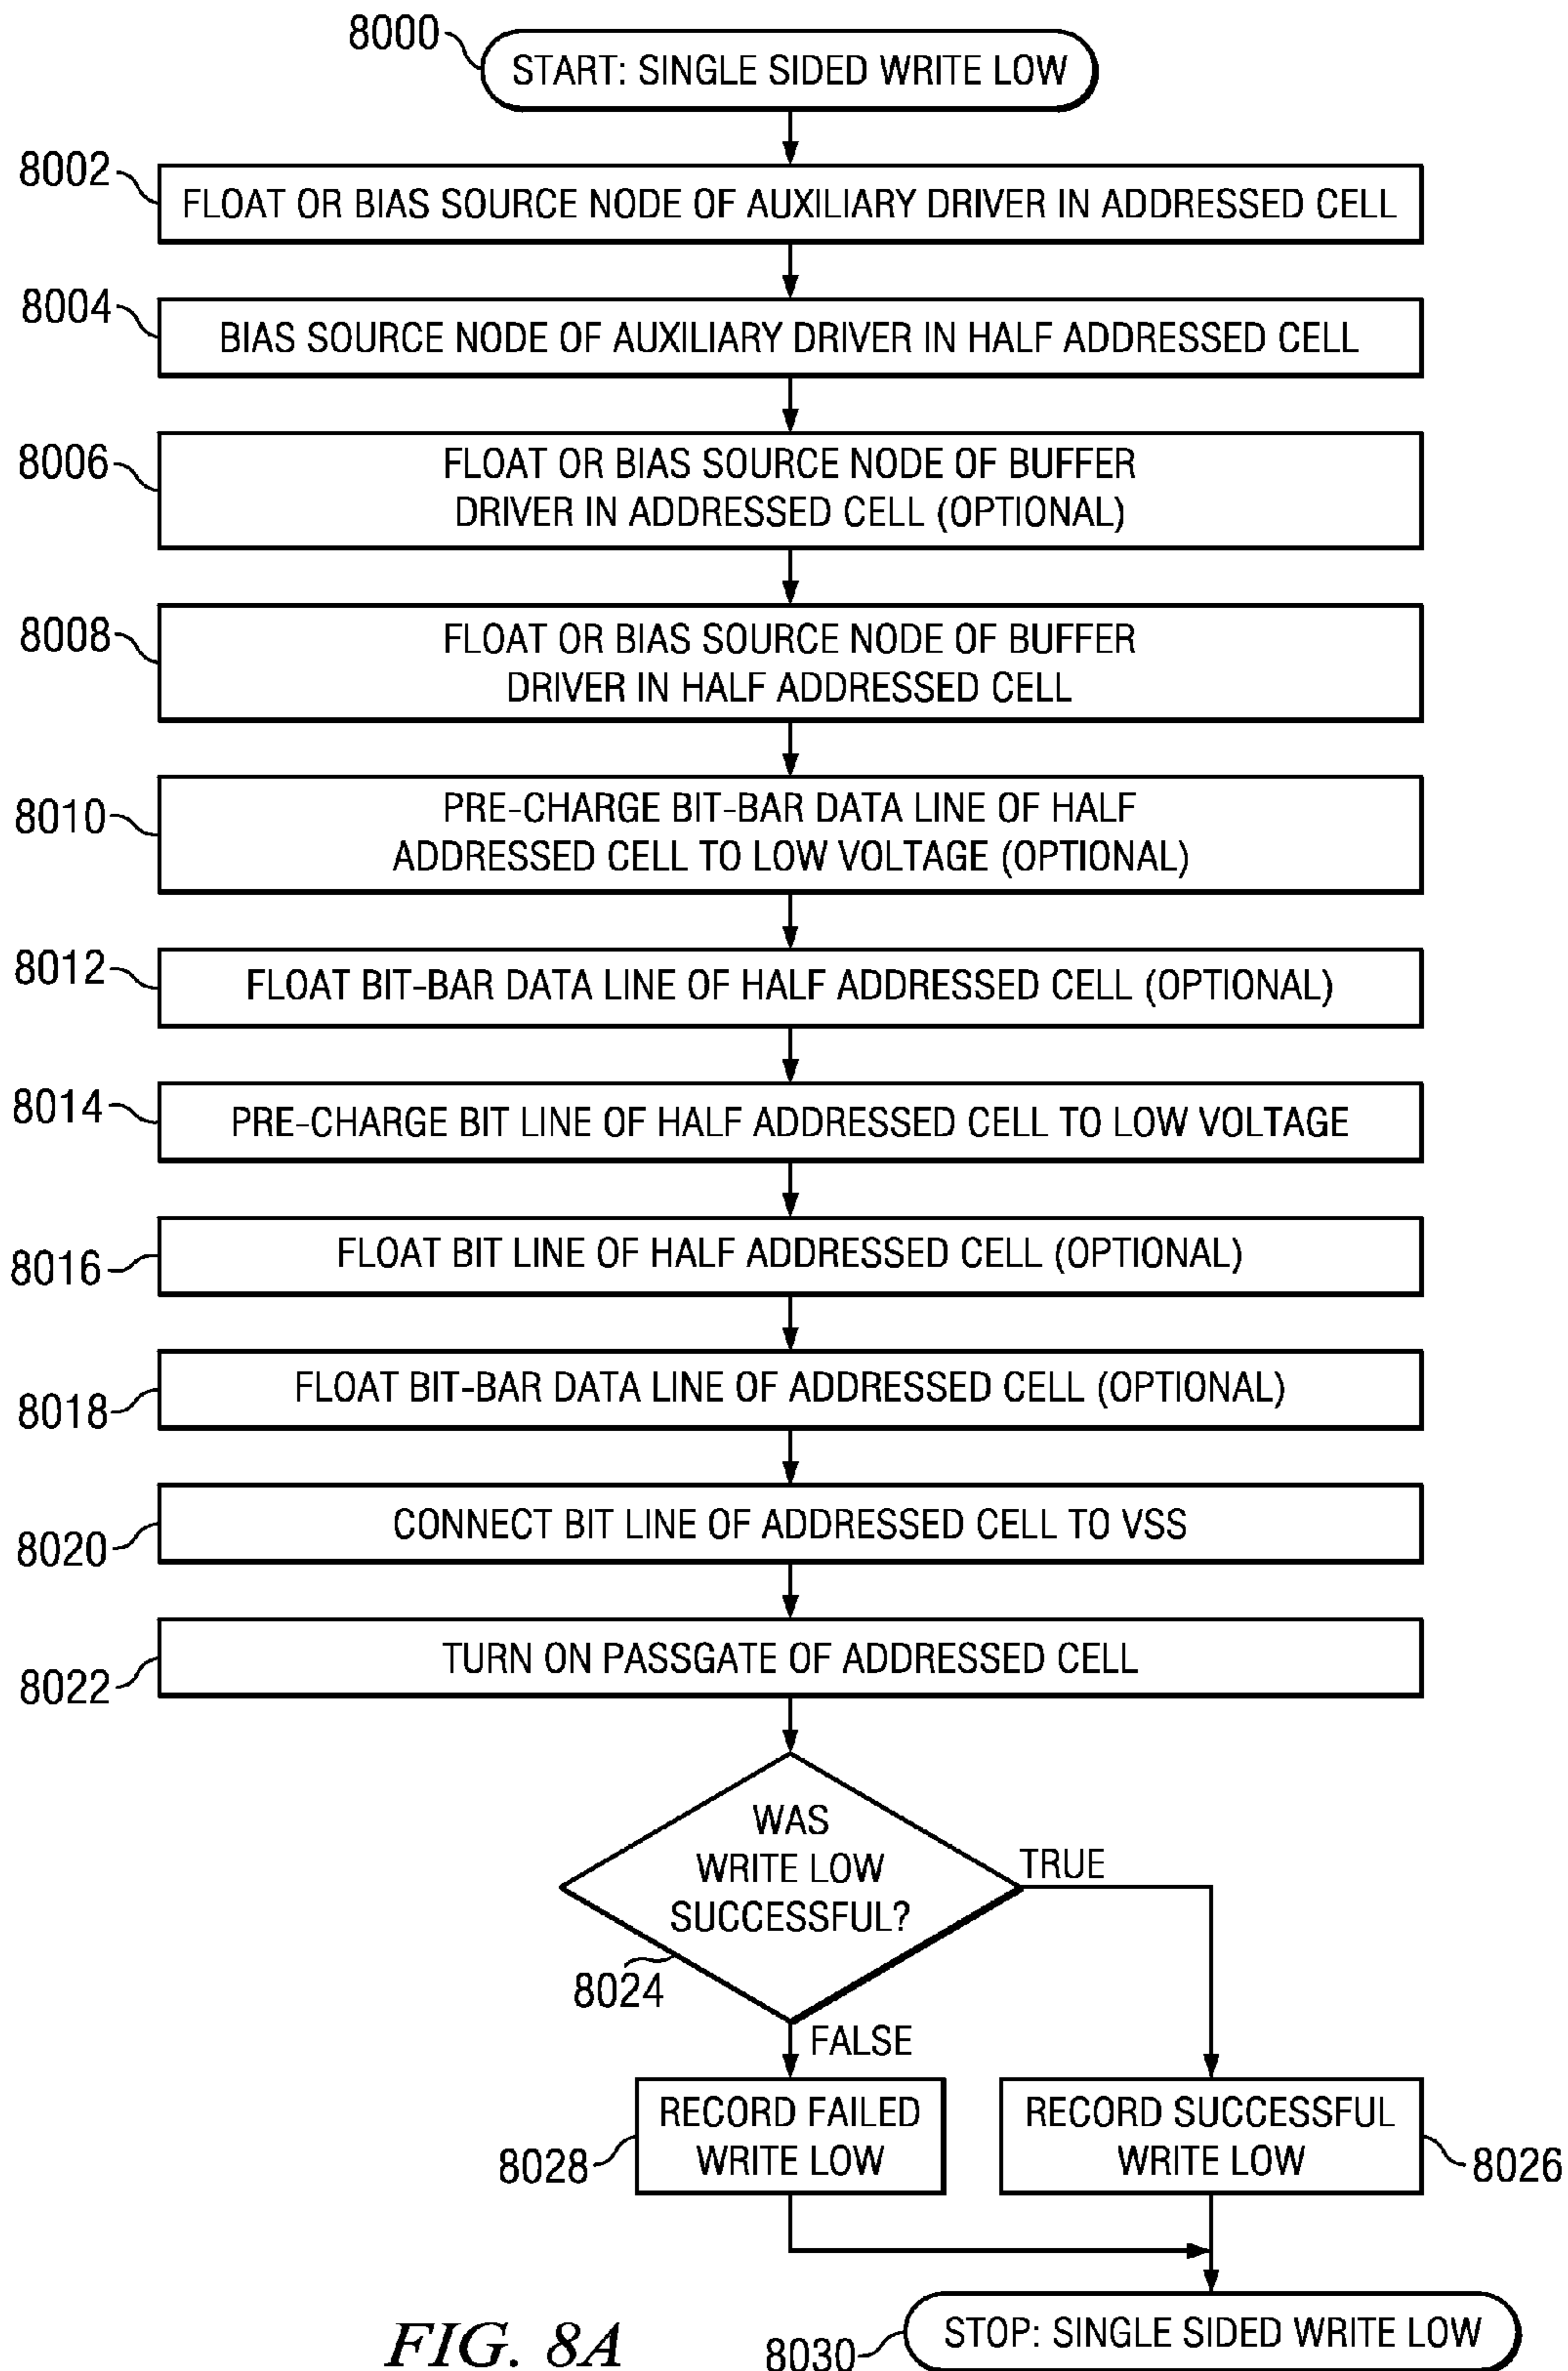 8000
START: SINGLE SIDED WRITE LOW
8002
FLOAT OR BIAS SOURCE NODE OF AUXILIARY DRIVER IN ADDRESSED CELL
8004
BIAS SOURCE NODE OF AUXILIARY DRIVER IN HALF ADDRESSED CELL
8006
FLOAT OR BIAS SOURCE NODE OF BUFFER
DRIVER IN ADDRESSED CELL (OPTIONAL)
8008
FLOAT OR BIAS SOURCE NODE OF BUFFER
DRIVER IN HALF ADDRESSED CELL
8010
PRE-CHARGE BIT-BAR DATA LINE OF HALF
ADDRESSED CELL TO LOW VOLTAGE (OPTIONAL)
8012
FLOAT BIT-BAR DATA LINE OF HALF ADDRESSED CELL (OPTIONAL)
8014
PRE-CHARGE BIT LINE OF HALF ADDRESSED CELL TO LOW VOLTAGE
8016
FLOAT BIT LINE OF HALF ADDRESSED CELL (OPTIONAL)
8018
FLOAT BIT-BAR DATA LINE OF ADDRESSED CELL (OPTIONAL)
8020
CONNECT BIT LINE OF ADDRESSED CELL TO VSS
8022
TURN ON PASSGATE OF ADDRESSED CELL
WAS
WRITE LOW
SUCCESSFUL?
TRUE
8024
FALSE
RECORD FAILED
WRITE LOW
8028
RECORD SUCCESSFUL
WRITE LOW
8026
STOP: SINGLE SIDED WRITE LOW
8030
FIG. 8A